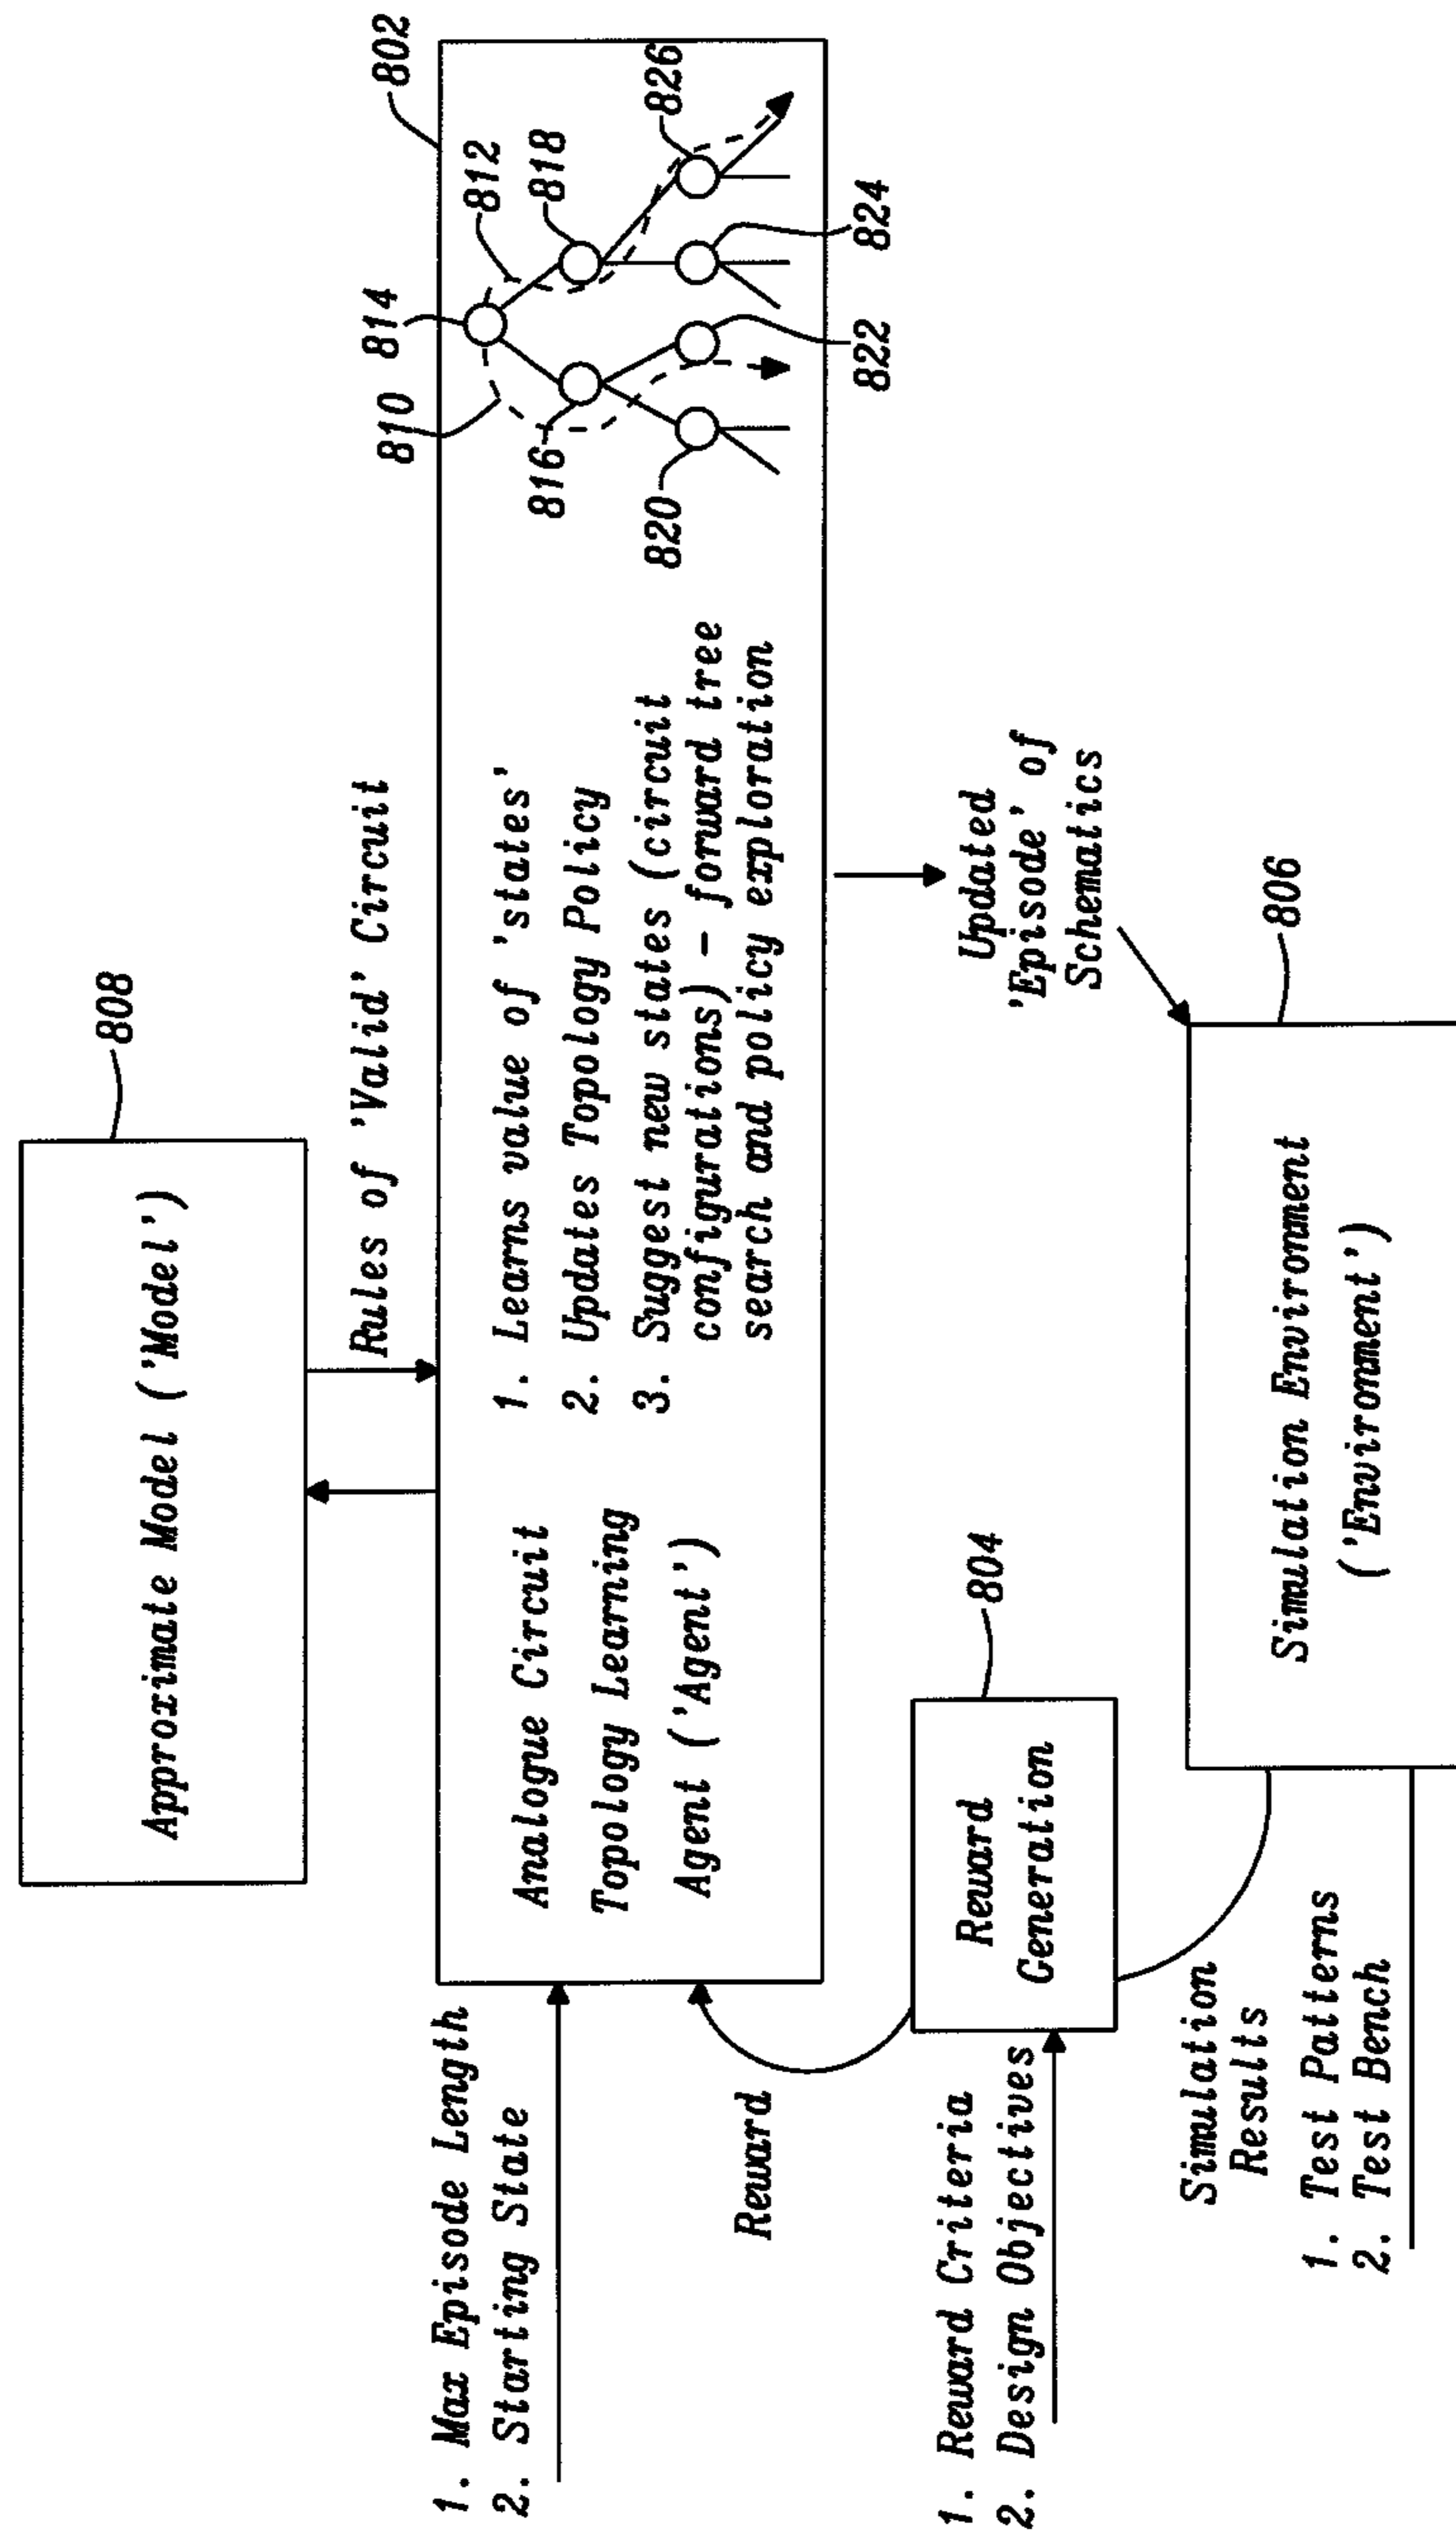 808
Approximate Model ('Model')
Rules of 'Valid' Circuit
802
1. Max Episode Length
2. Starting State
Analogue Circuit
Topology Learning
Agent ('Agent')
1. Learns value of 'states'
2. Updates Topology Policy
3. Suggest new states (circuit
configurations) - forward tree
search and policy exploration
810
814
812
816
818
820
826
822
824
Reward
1. Reward Criteria
2. Design Objectives
804
Reward
Generation
Updated
'Episode' of
Schematics
Simulation
Results
806
Simulation Environment
('Environment')
1. Test Patterns
2. Test Bench